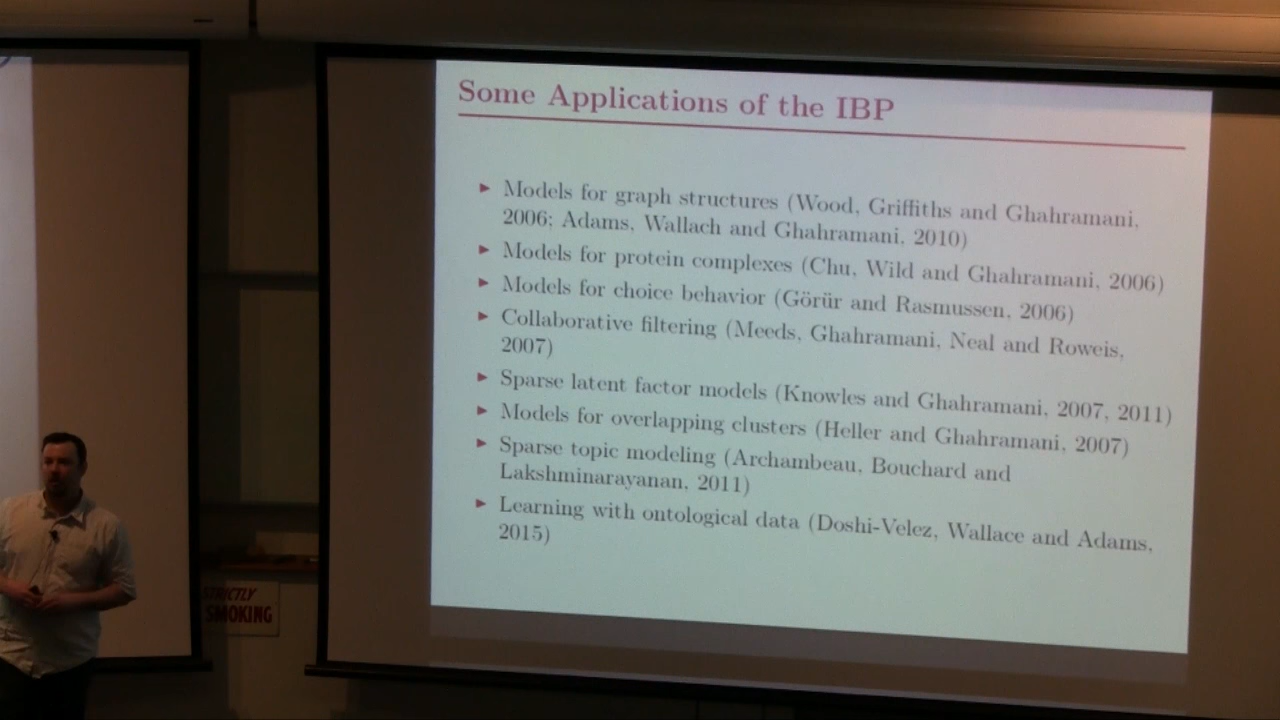 Some Applications of the IBP
Models for graph structures (Wood, Griffiths and Ghahramani,
2006; Adams, Wallach and Ghahramani, 2010)
Models for protein complexes (Chu, Wild and Ghahramani, 2006)
Models for choice behavior (Görür and Rasmussen, 2006)
Collaborative filtering (Meeds, Ghahramani, Neal and Roweis,
2007)
Sparse latent factor models (Knowles and Ghahramani, 2007, 2011)
Models for overlapping clusters (Heller and Ghahramani, 2007)
Sparse topic modeling (Archambeau, Bouchard and
Lakshminarayanan, 2011)
Learning with ontological data (Doshi-Velez, Wallace and Adams,
2015)
STRICTLY
SMOKING